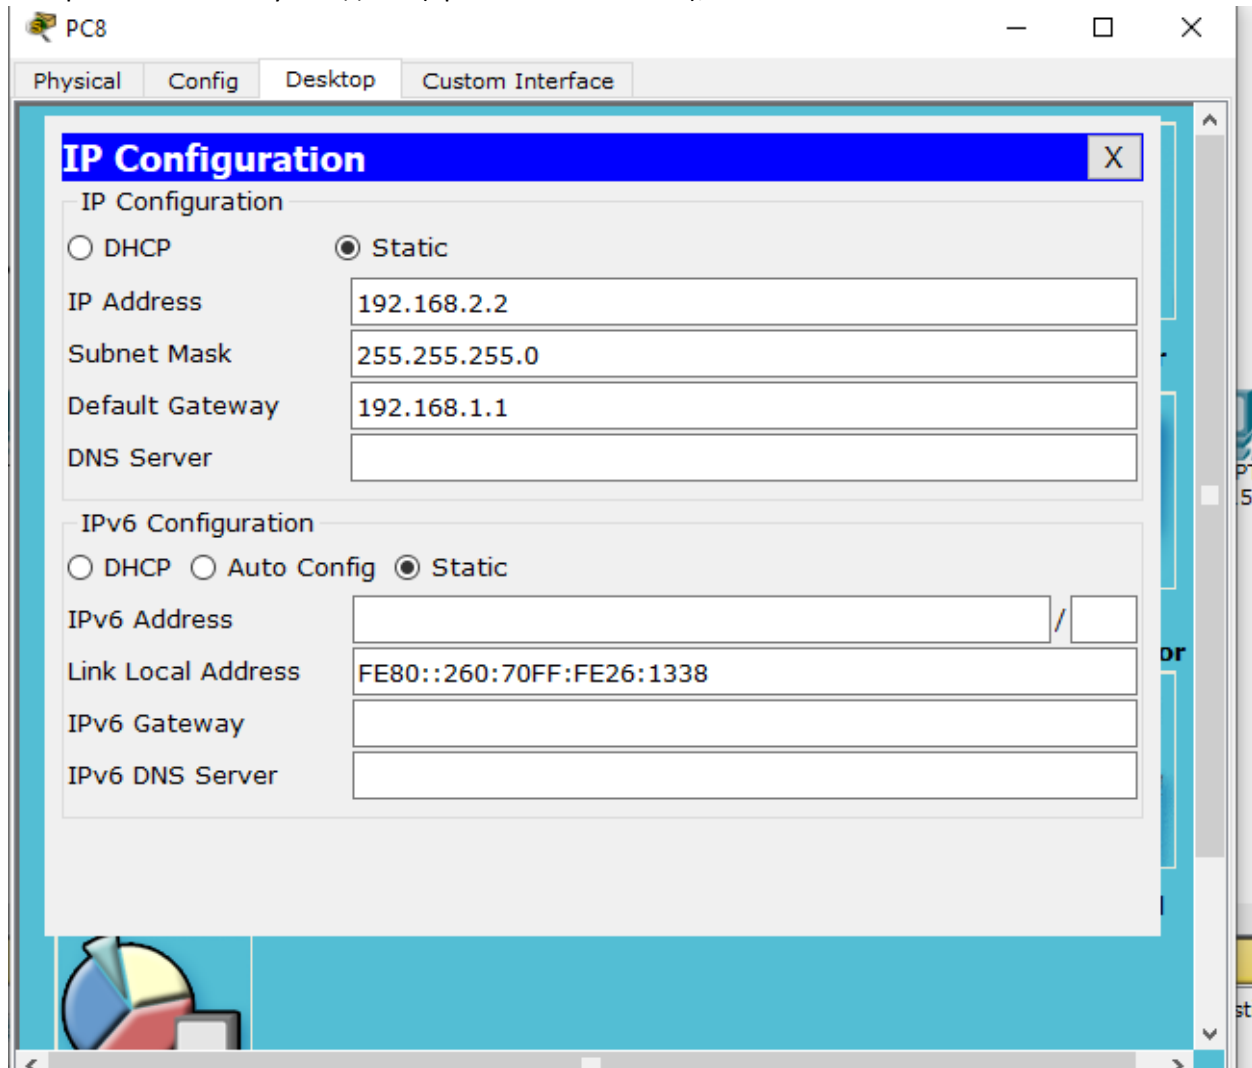 PC8
Physical Config Desktop Custom Interface
IP Configuration X
IP Configuration
DHCP Static
IP Address 192.168.2.2
Subnet Mask 255.255.255.0
Default Gateway 192.168.1.1
DNS Server
IPv6 Configuration
DHCP Auto Config Static
IPv6 Address /
Link Local Address FE80::260:70FF:FE26:1338
IPv6 Gateway
IPv6 DNS Server